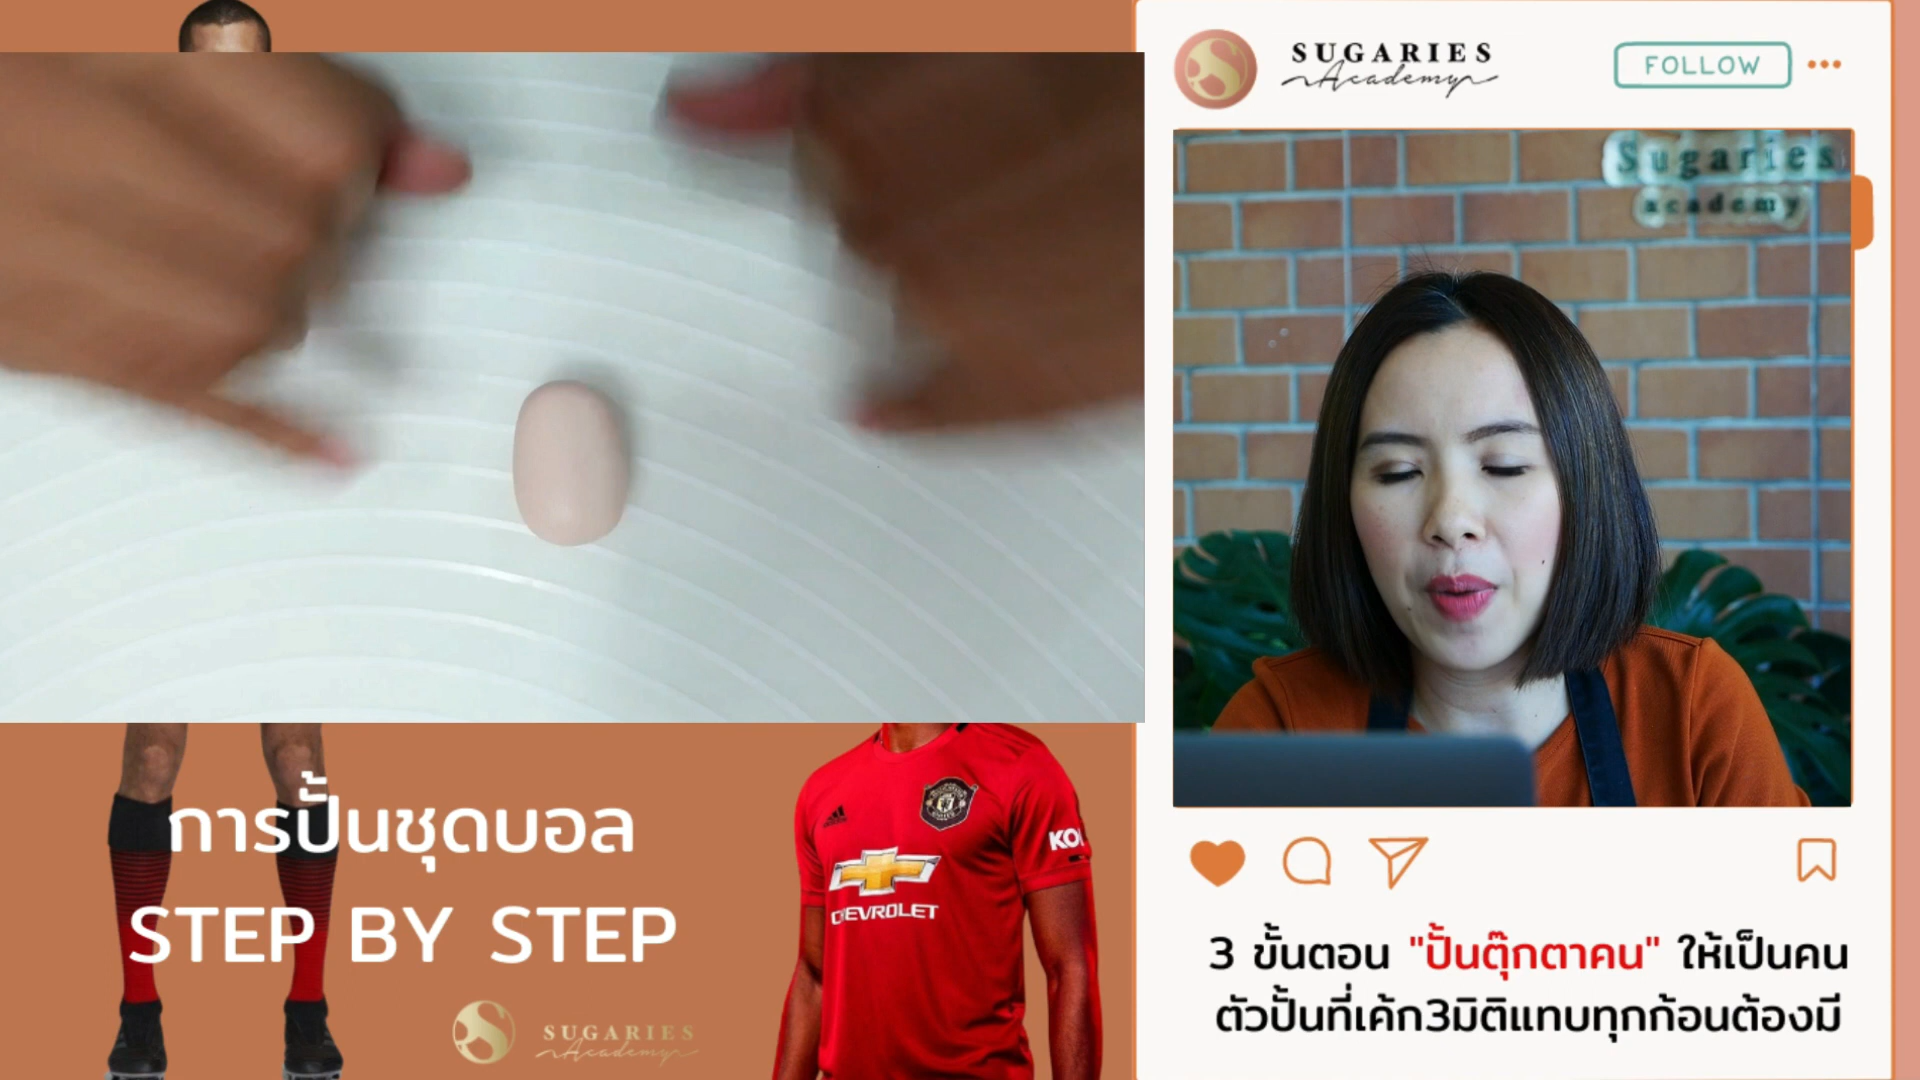 SUGARIES
Academy
FOLLOW
Sugaries
academy
การปั้นชุดบอล
STEP BY STEP
SUGARIES
Academy
CHEVROLET
3 ขั้นตอน "ปั้นตุ๊กตาคน" ให้เป็นคน
ตัวปั้นที่เค้ก3มิติแทบทุกก้อนต้องมี